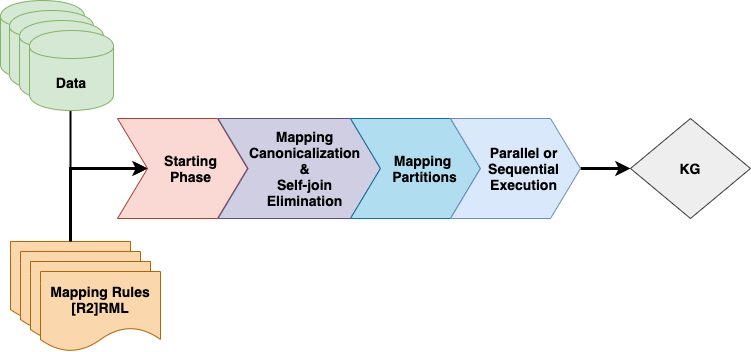 Data
Starting
Phase
Mapping
Canonicalization
&
Self-join
Elimination
Mapping
Partitions
Parallel or
Sequential
Execution
KG
Mapping Rules
[R2]RML